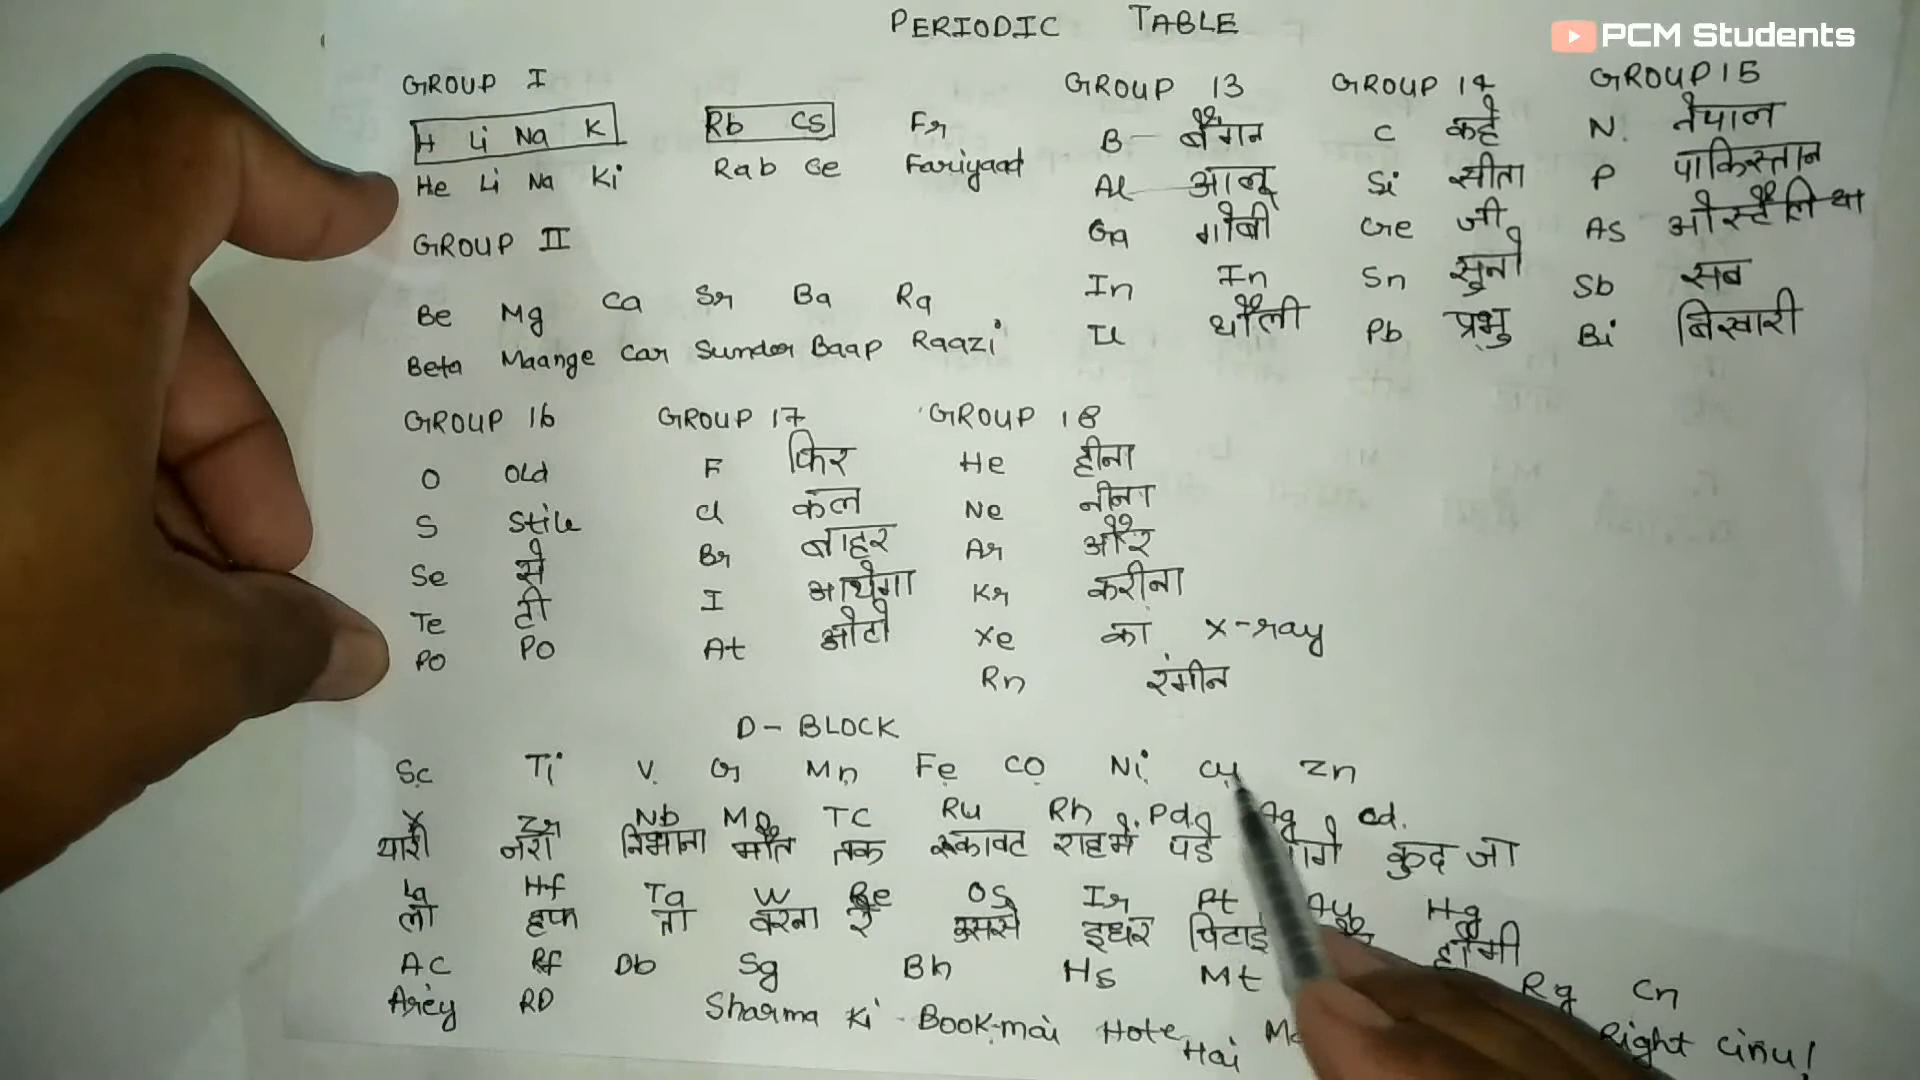 PERIODIC TABLE
PCM Students
GROUP I
H Li Na K Rb Cs Fr
He Li Na Ki Rab Se Fariyaad
GROUP II
Be Mg Ca Sr Ba Ra
Beta Maange Car Sunder Baap Raazi
GROUP 13
B बैंगन
Al आलू
Ga गोबी
In In
Tl थैली
GROUP 14
C कहे
Si सीता
Ge जी
Sn सुनो
Pb प्रभु
GROUP 15
N नेपाल
P पाकिस्तान
As
Sb सब
Bi बिखारी
GROUP 16
O Old
S Stile
Se से
Te टी
Po PO
GROUP 17
F फिर
Cl कल
Br बाहर
I आयेगा
At ओटो
GROUP 18
He हीना
Ne नीना
Ar और
Kr करीना
Xe का X-ray
Rn रंगीन
D-BLOCK
Sc Ti V Cr Mn Fe CO Ni Cu Zn
Y Zr Nb Mo TC Ru Rh Pd Ag Cd.
यारी निभाना मौत तक रुकावट राहमें पडे कुद जा
La Hf Ta W Re Os Ir Pt Au Hg
ला हफ ता वरना रे उससे इधर पिटाई होगी
AC Rf Db Sg Bh Hs Mt Rg Cn
Arey RD Sharma Ki Book mai Hote Hai Right Cinu!